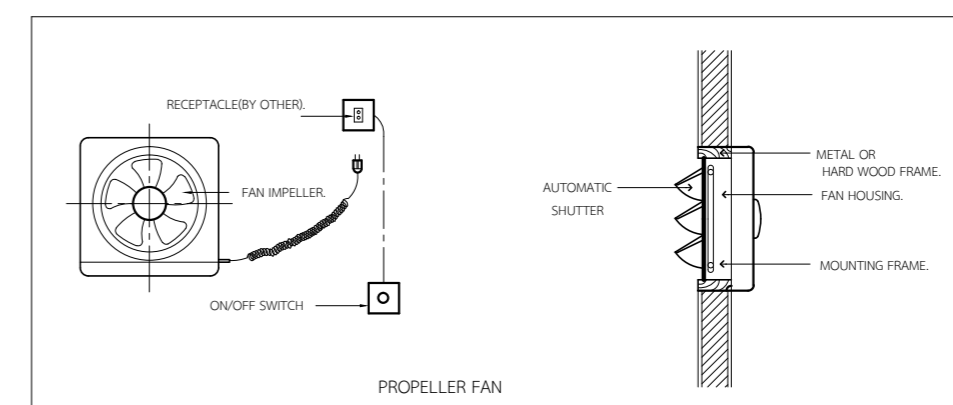 RECEPTACLE(BY OTHER).
FAN IMPELLER.
ON/OFF SWITCH
AUTOMATIC
SHUTTER
METAL OR
HARD WOOD FRAME.
FAN HOUSING.
MOUNTING FRAME.
PROPELLER FAN